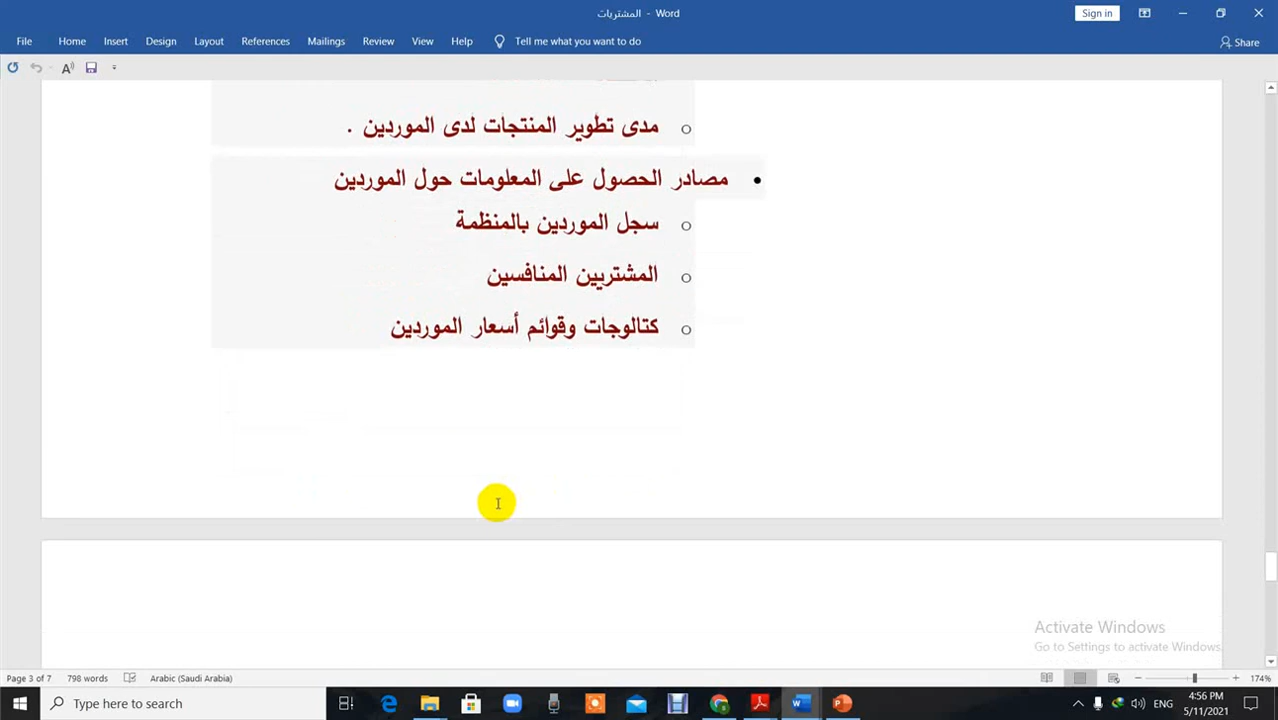 المشتريات - Word
Sign in
File Home Insert Design Layout References Mailings Review View Help Tell me what you want to do Share
مدى تطوير المنتجات لدى الموردين .
مصادر الحصول على المعلومات حول الموردين
سجل الموردين بالمنظمة
المشتريين المنافسين
كتالوجات وقوائم أسعار الموردين
Activate Windows
Go to Settings to activate Windows.
Page 3 of 7 798 words Arabic (Saudi Arabia) 174%
Type here to search
ENG
4:56 PM
5/11/2021